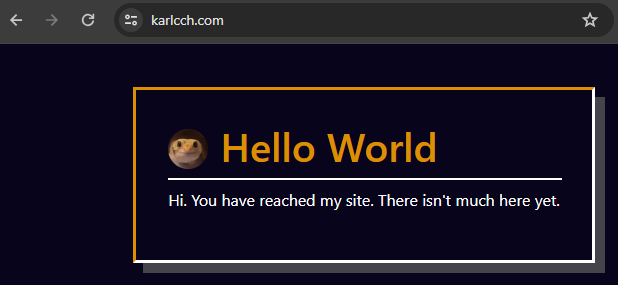 karlcch.com
Hello World
Hi. You have reached my site. There isn't much here yet.